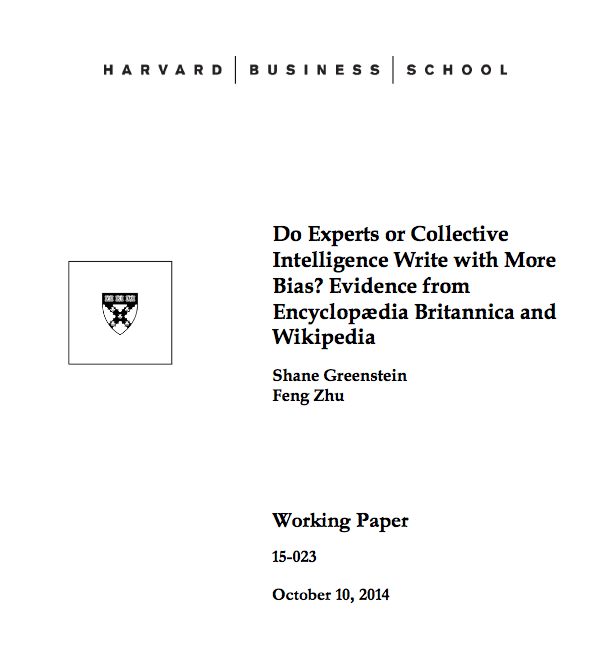 HARVARD | BUSINESS | SCHOOL
Do Experts or Collective
Intelligence Write with More
Bias? Evidence from
Encyclopædia Britannica and
Wikipedia
Shane Greenstein
Feng Zhu
Working Paper
15-023
October 10, 2014